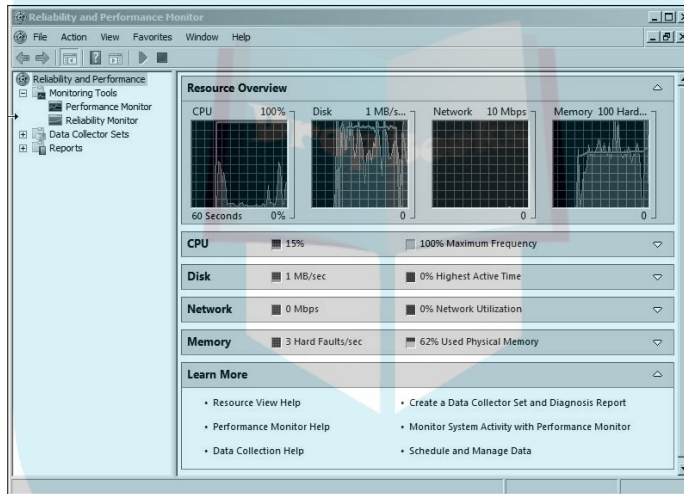 Reliability and Performance Monitor
File Action View Favorites Window Help
Reliability and Performance
Monitoring Tools
Performance Monitor
Reliability Monitor
Data Collector Sets
Reports
Resource Overview
CPU 100% Disk 1 MB/s... Network 10 Mbps Memory 100 Hard...
60 Seconds 0% 0 0 0
CPU 15% 100% Maximum Frequency
Disk 1 MB/sec 0% Highest Active Time
Network 0 Mbps 0% Network Utilization
Memory 3 Hard Faults/sec 62% Used Physical Memory
Learn More
• Resource View Help • Create a Data Collector Set and Diagnosis Report
• Performance Monitor Help • Monitor System Activity with Performance Monitor
• Data Collection Help • Schedule and Manage Data